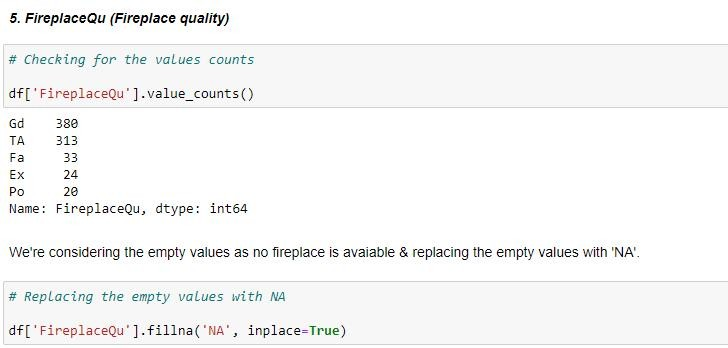 5. FireplaceQu (Fireplace quality)
# Checking for the values counts
df['FireplaceQu'].value_counts()
Gd    380
TA    313
Fa     33
Ex     24
Po     20
Name: FireplaceQu, dtype: int64
We're considering the empty values as no fireplace is avaiable & replacing the empty values with 'NA'.
# Replacing the empty values with NA
df['FireplaceQu'].fillna('NA', inplace=True)